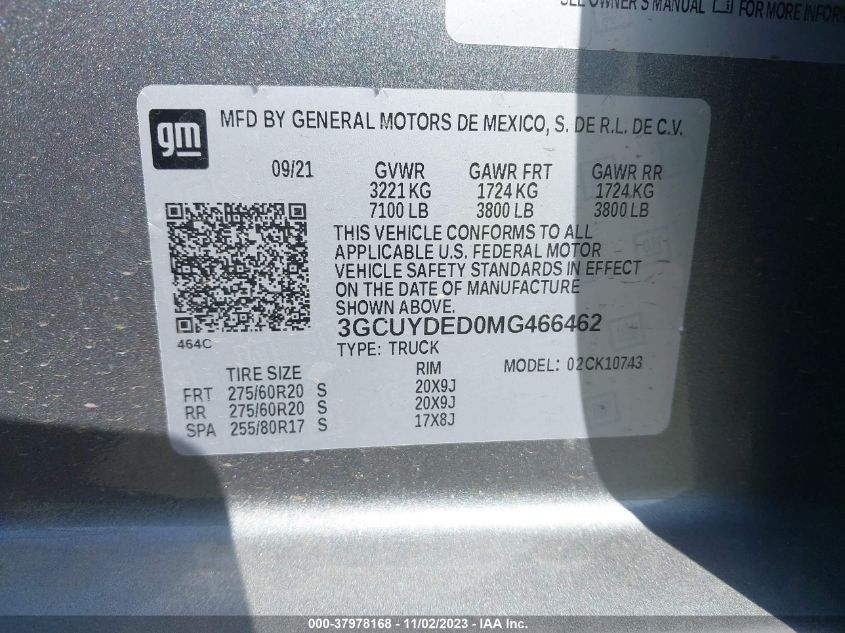 SEE OWNER'S MANUAL FOR MORE
gm
MFD BY GENERAL MOTORS DE MEXICO, S. DE R.L. DE C.V.
09/21 GVWR GAWR FRT GAWR RR
3221 KG 1724 KG 1724 KG
7100 LB 3800 LB 3800 LB
THIS VEHICLE CONFORMS TO ALL
APPLICABLE U.S. FEDERAL MOTOR
VEHICLE SAFETY STANDARDS IN EFFECT
ON THE DATE OF MANUFACTURE
SHOWN ABOVE.
3GCUYDED0MG466462
464C
TYPE: TRUCK
TIRE SIZE RIM MODEL: 02CK10743
FRT 275/60R20 S 20X9J
RR 275/60R20 S 20X9J
SPA 255/80R17 S 17X8J
000-37978168 - 11/02/2023 - IAA Inc.